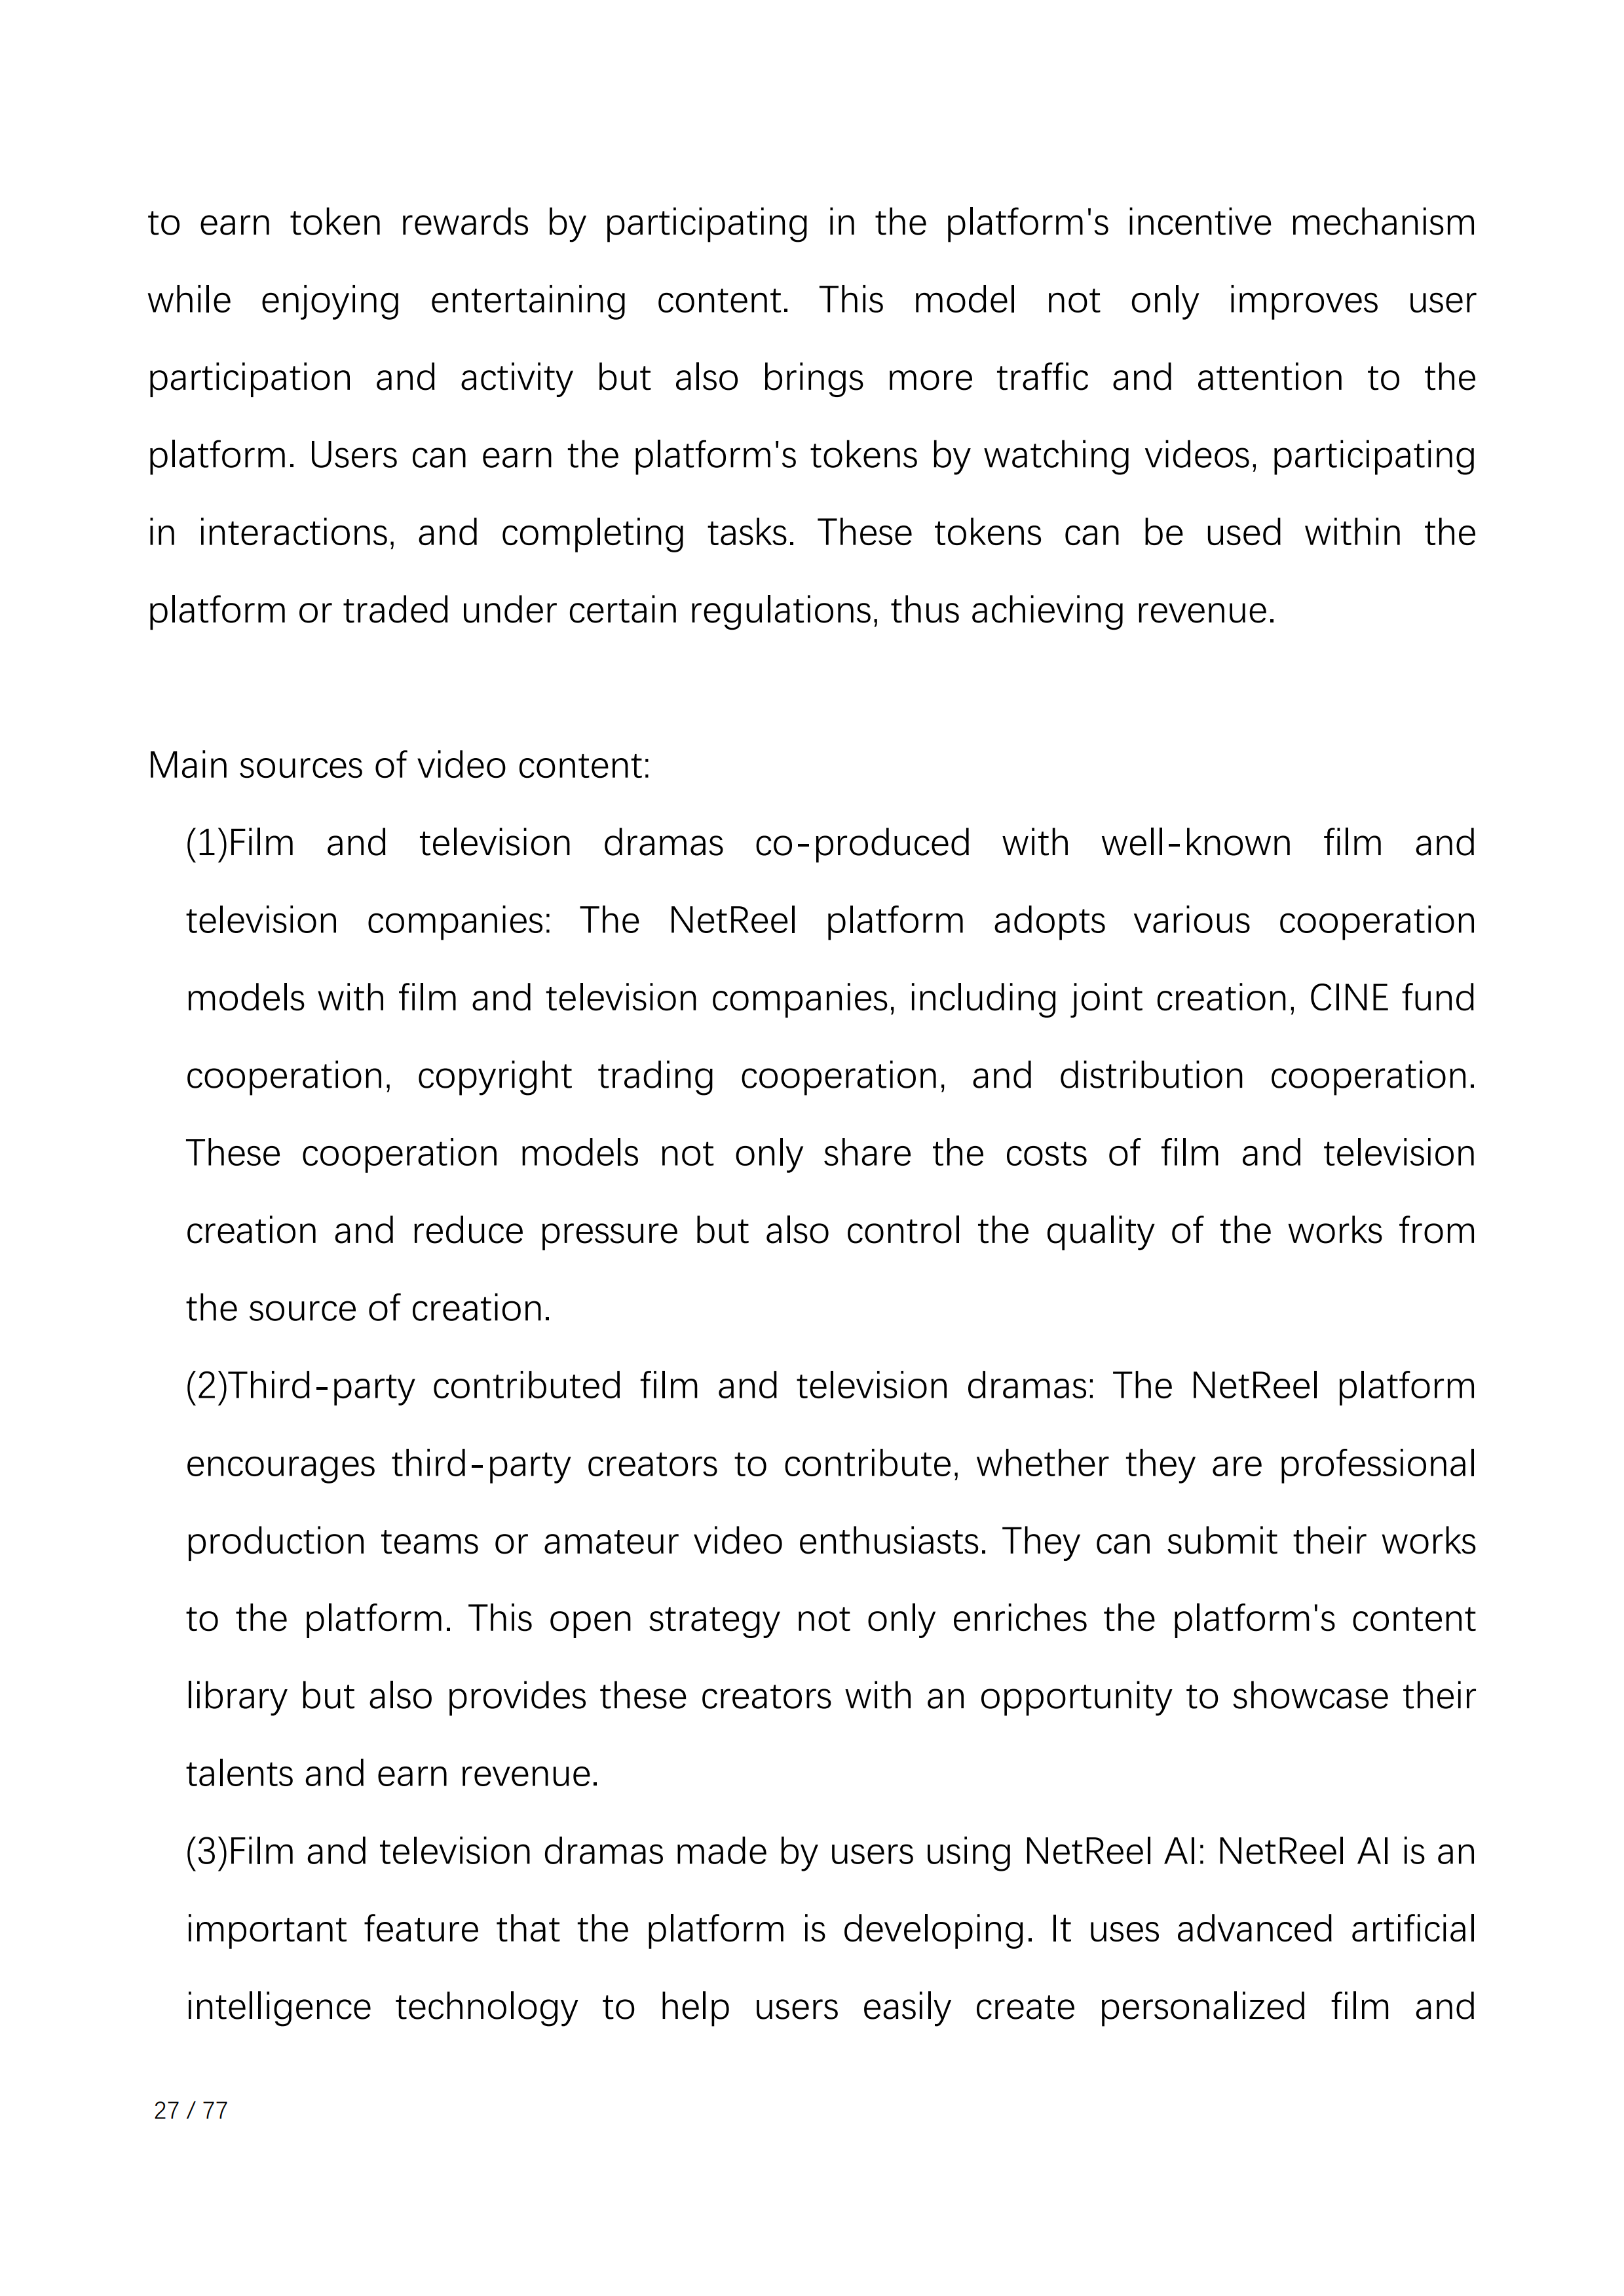 to earn token rewards by participating in the platform's incentive mechanism
while enjoying entertaining content. This model not only improves user
participation and activity but also brings more traffic and attention to the
platform. Users can earn the platform's tokens by watching videos, participating
in interactions, and completing tasks. These tokens can be used within the
platform or traded under certain regulations, thus achieving revenue.
Main sources of video content:
(1)Film and television dramas co-produced with well-known film and
television companies: The NetReel platform adopts various cooperation
models with film and television companies, including joint creation, CINE fund
cooperation, copyright trading cooperation, and distribution cooperation.
These cooperation models not only share the costs of film and television
creation and reduce pressure but also control the quality of the works from
the source of creation.
(2)Third-party contributed film and television dramas: The NetReel platform
encourages third-party creators to contribute, whether they are professional
production teams or amateur video enthusiasts. They can submit their works
to the platform. This open strategy not only enriches the platform's content
library but also provides these creators with an opportunity to showcase their
talents and earn revenue.
(3)Film and television dramas made by users using NetReel AI: NetReel AI is an
important feature that the platform is developing. It uses advanced artificial
intelligence technology to help users easily create personalized film and
27 / 77